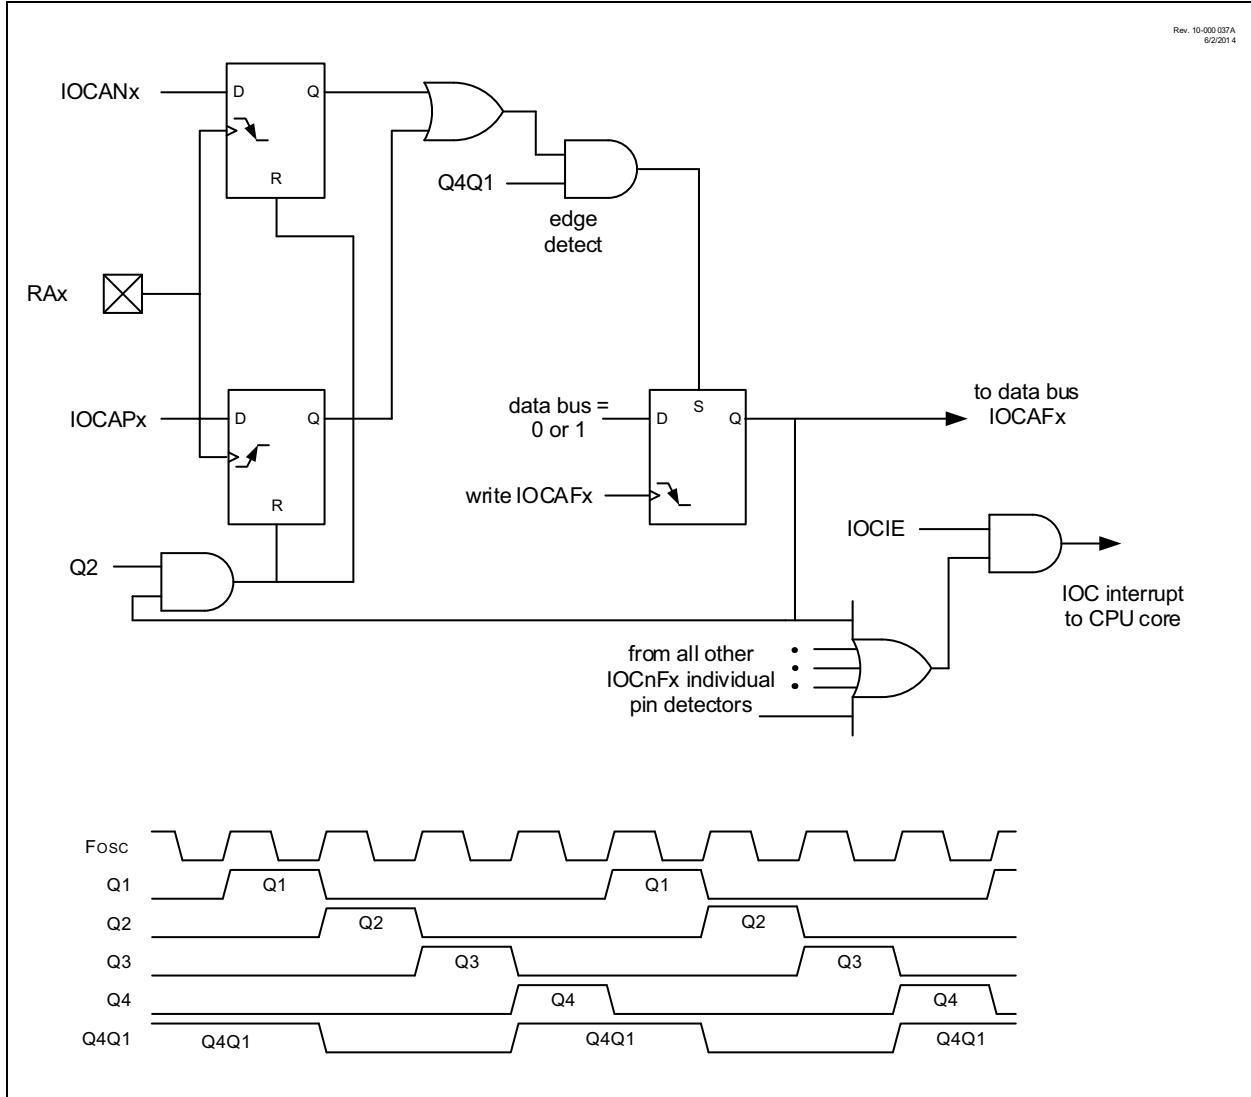 Rev. 10-000 037A
6/2/201 4
IOCANx
D
Q
R
Q4Q1
edge
detect
RAx
IOCAPx
D
Q
R
data bus =
0 or 1
D
S
Q
to data bus
IOCAFx
write IOCAFx
IOCIE
Q2
IOC interrupt
to CPU core
from all other
IOCnFx individual
pin detectors
FOSC
Q1
Q1
Q1
Q2
Q2
Q2
Q3
Q3
Q3
Q4
Q4
Q4
Q4Q1
Q4Q1
Q4Q1
Q4Q1